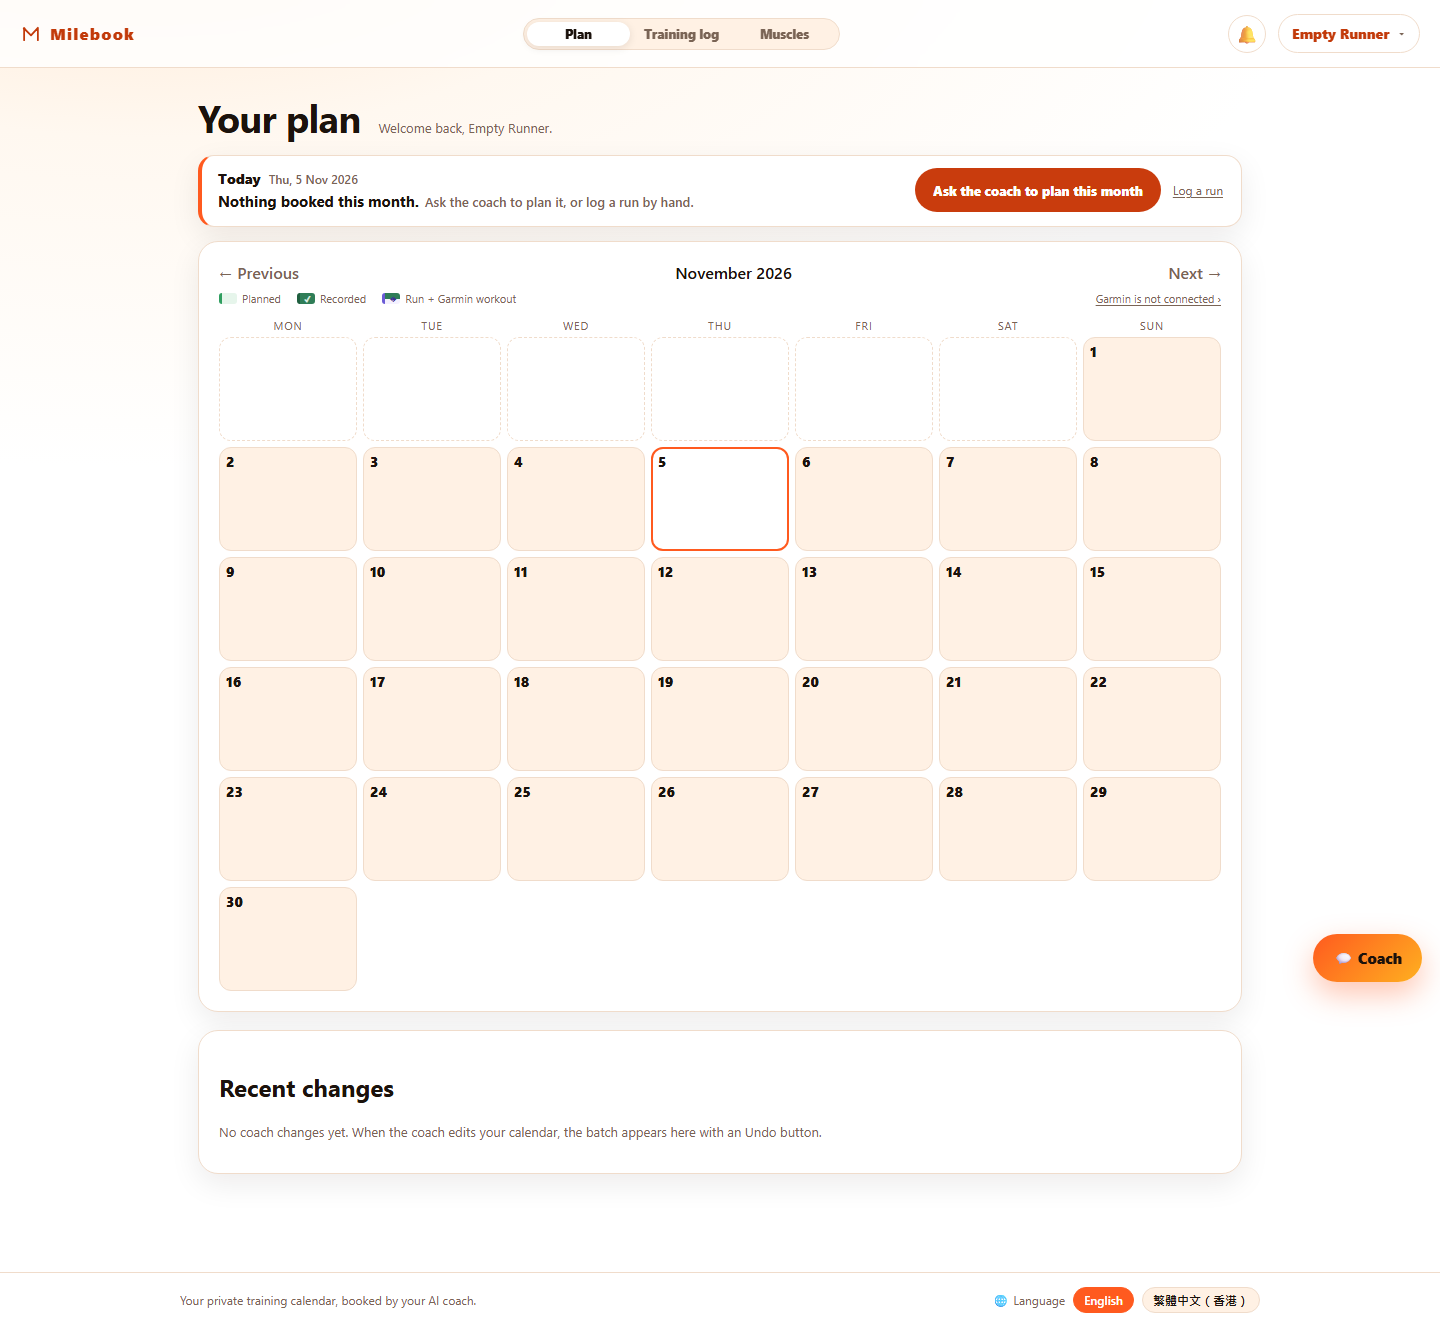 Milebook
Plan
Training log
Muscles
Empty Runner
Your plan
Welcome back, Empty Runner.
Today Thu, 5 Nov 2026
Nothing booked this month. Ask the coach to plan it, or log a run by hand.
Ask the coach to plan this month
Log a run
← Previous
November 2026
Next →
Planned
Recorded
Run + Garmin workout
Garmin is not connected ›
MON TUE WED THU FRI SAT SUN
1
2 3 4 5 6 7 8
9 10 11 12 13 14 15
16 17 18 19 20 21 22
23 24 25 26 27 28 29
30
Coach
Recent changes
No coach changes yet. When the coach edits your calendar, the batch appears here with an Undo button.
Your private training calendar, booked by your AI coach.
Language
English
繁體中文（香港）